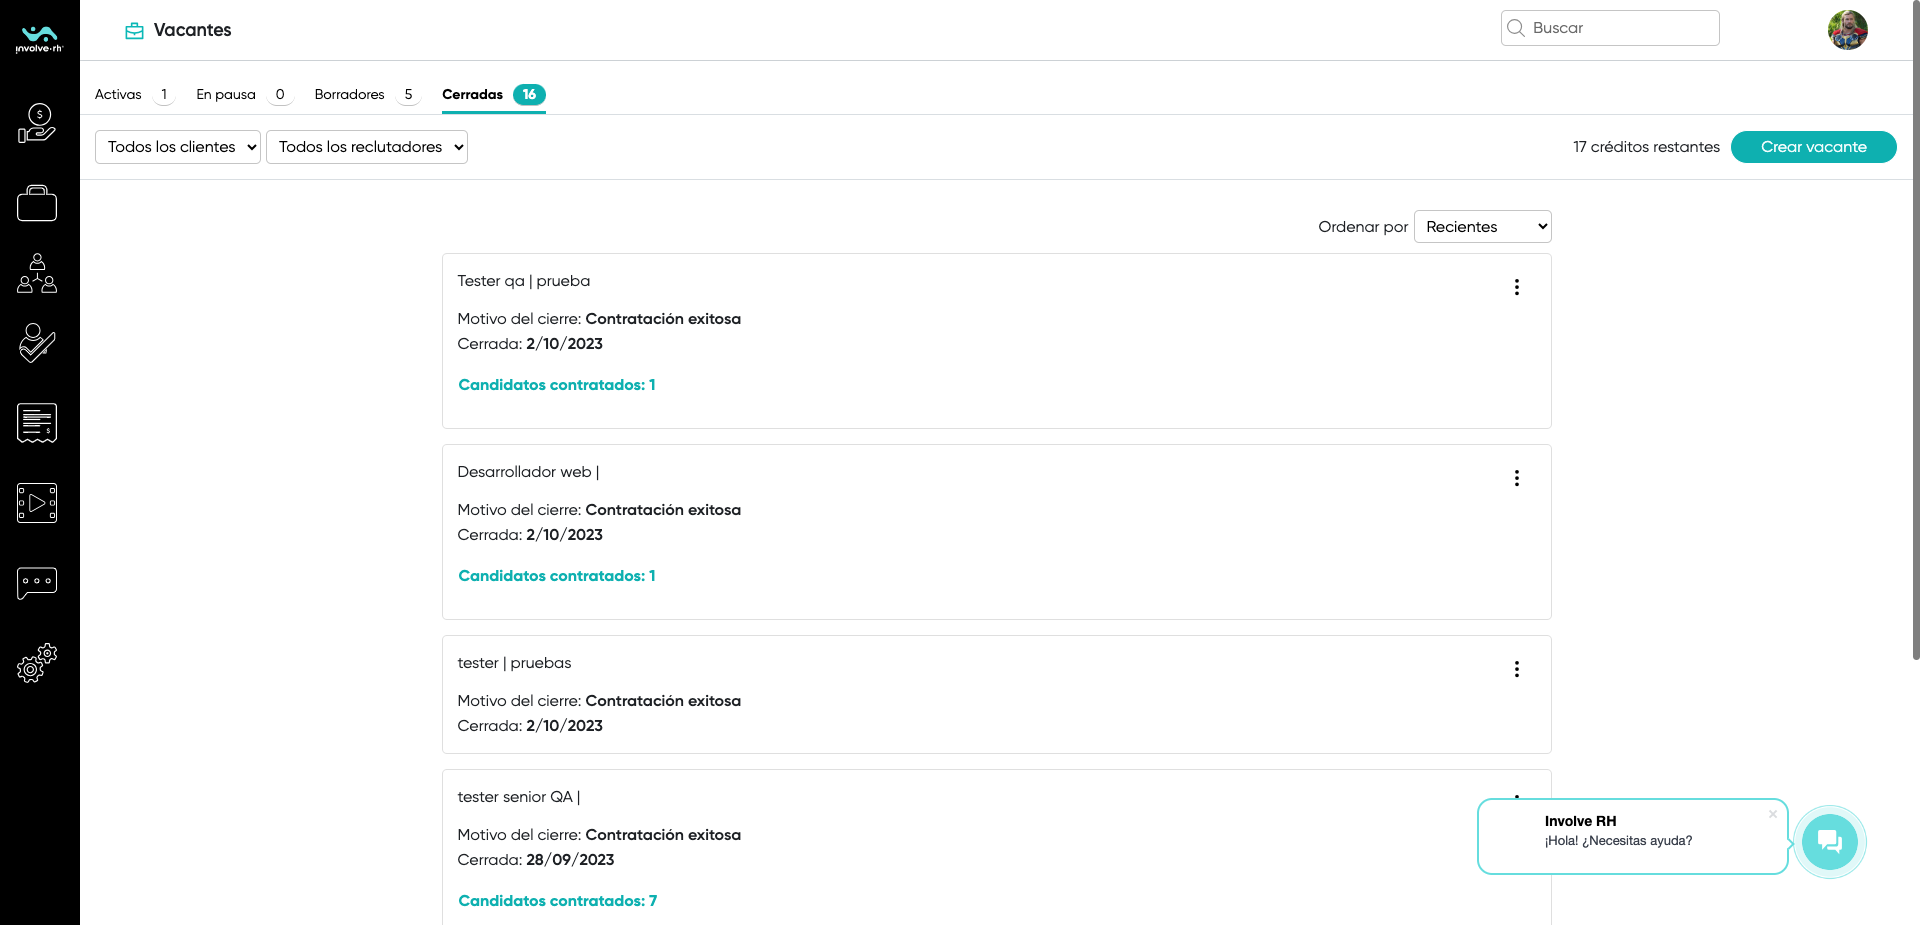 involve·rh
Vacantes
Buscar
Activas 1 En pausa 0 Borradores 5 Cerradas 16
Todos los clientes Todos los reclutadores 17 créditos restantes Crear vacante
Ordenar por Recientes
Tester qa | prueba
Motivo del cierre: Contratación exitosa
Cerrada: 2/10/2023
Candidatos contratados: 1
Desarrollador web |
Motivo del cierre: Contratación exitosa
Cerrada: 2/10/2023
Candidatos contratados: 1
tester | pruebas
Motivo del cierre: Contratación exitosa
Cerrada: 2/10/2023
tester senior QA |
Motivo del cierre: Contratación exitosa
Cerrada: 28/09/2023
Candidatos contratados: 7
Involve RH
¡Hola! ¿Necesitas ayuda?